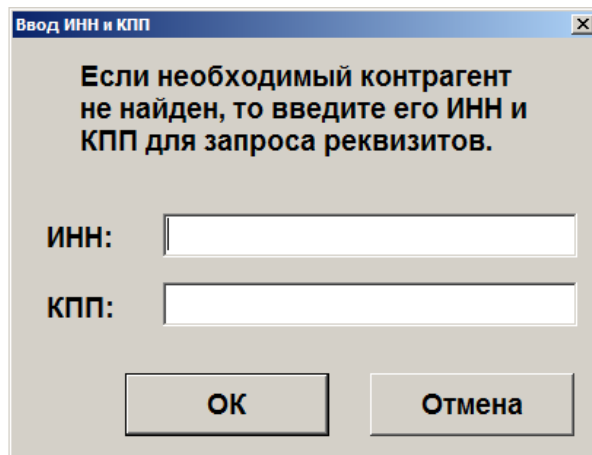 Ввод ИНН и КПП
Если необходимый контрагент
не найден, то введите его ИНН и
КПП для запроса реквизитов.
ИНН:
КПП:
ОК
Отмена